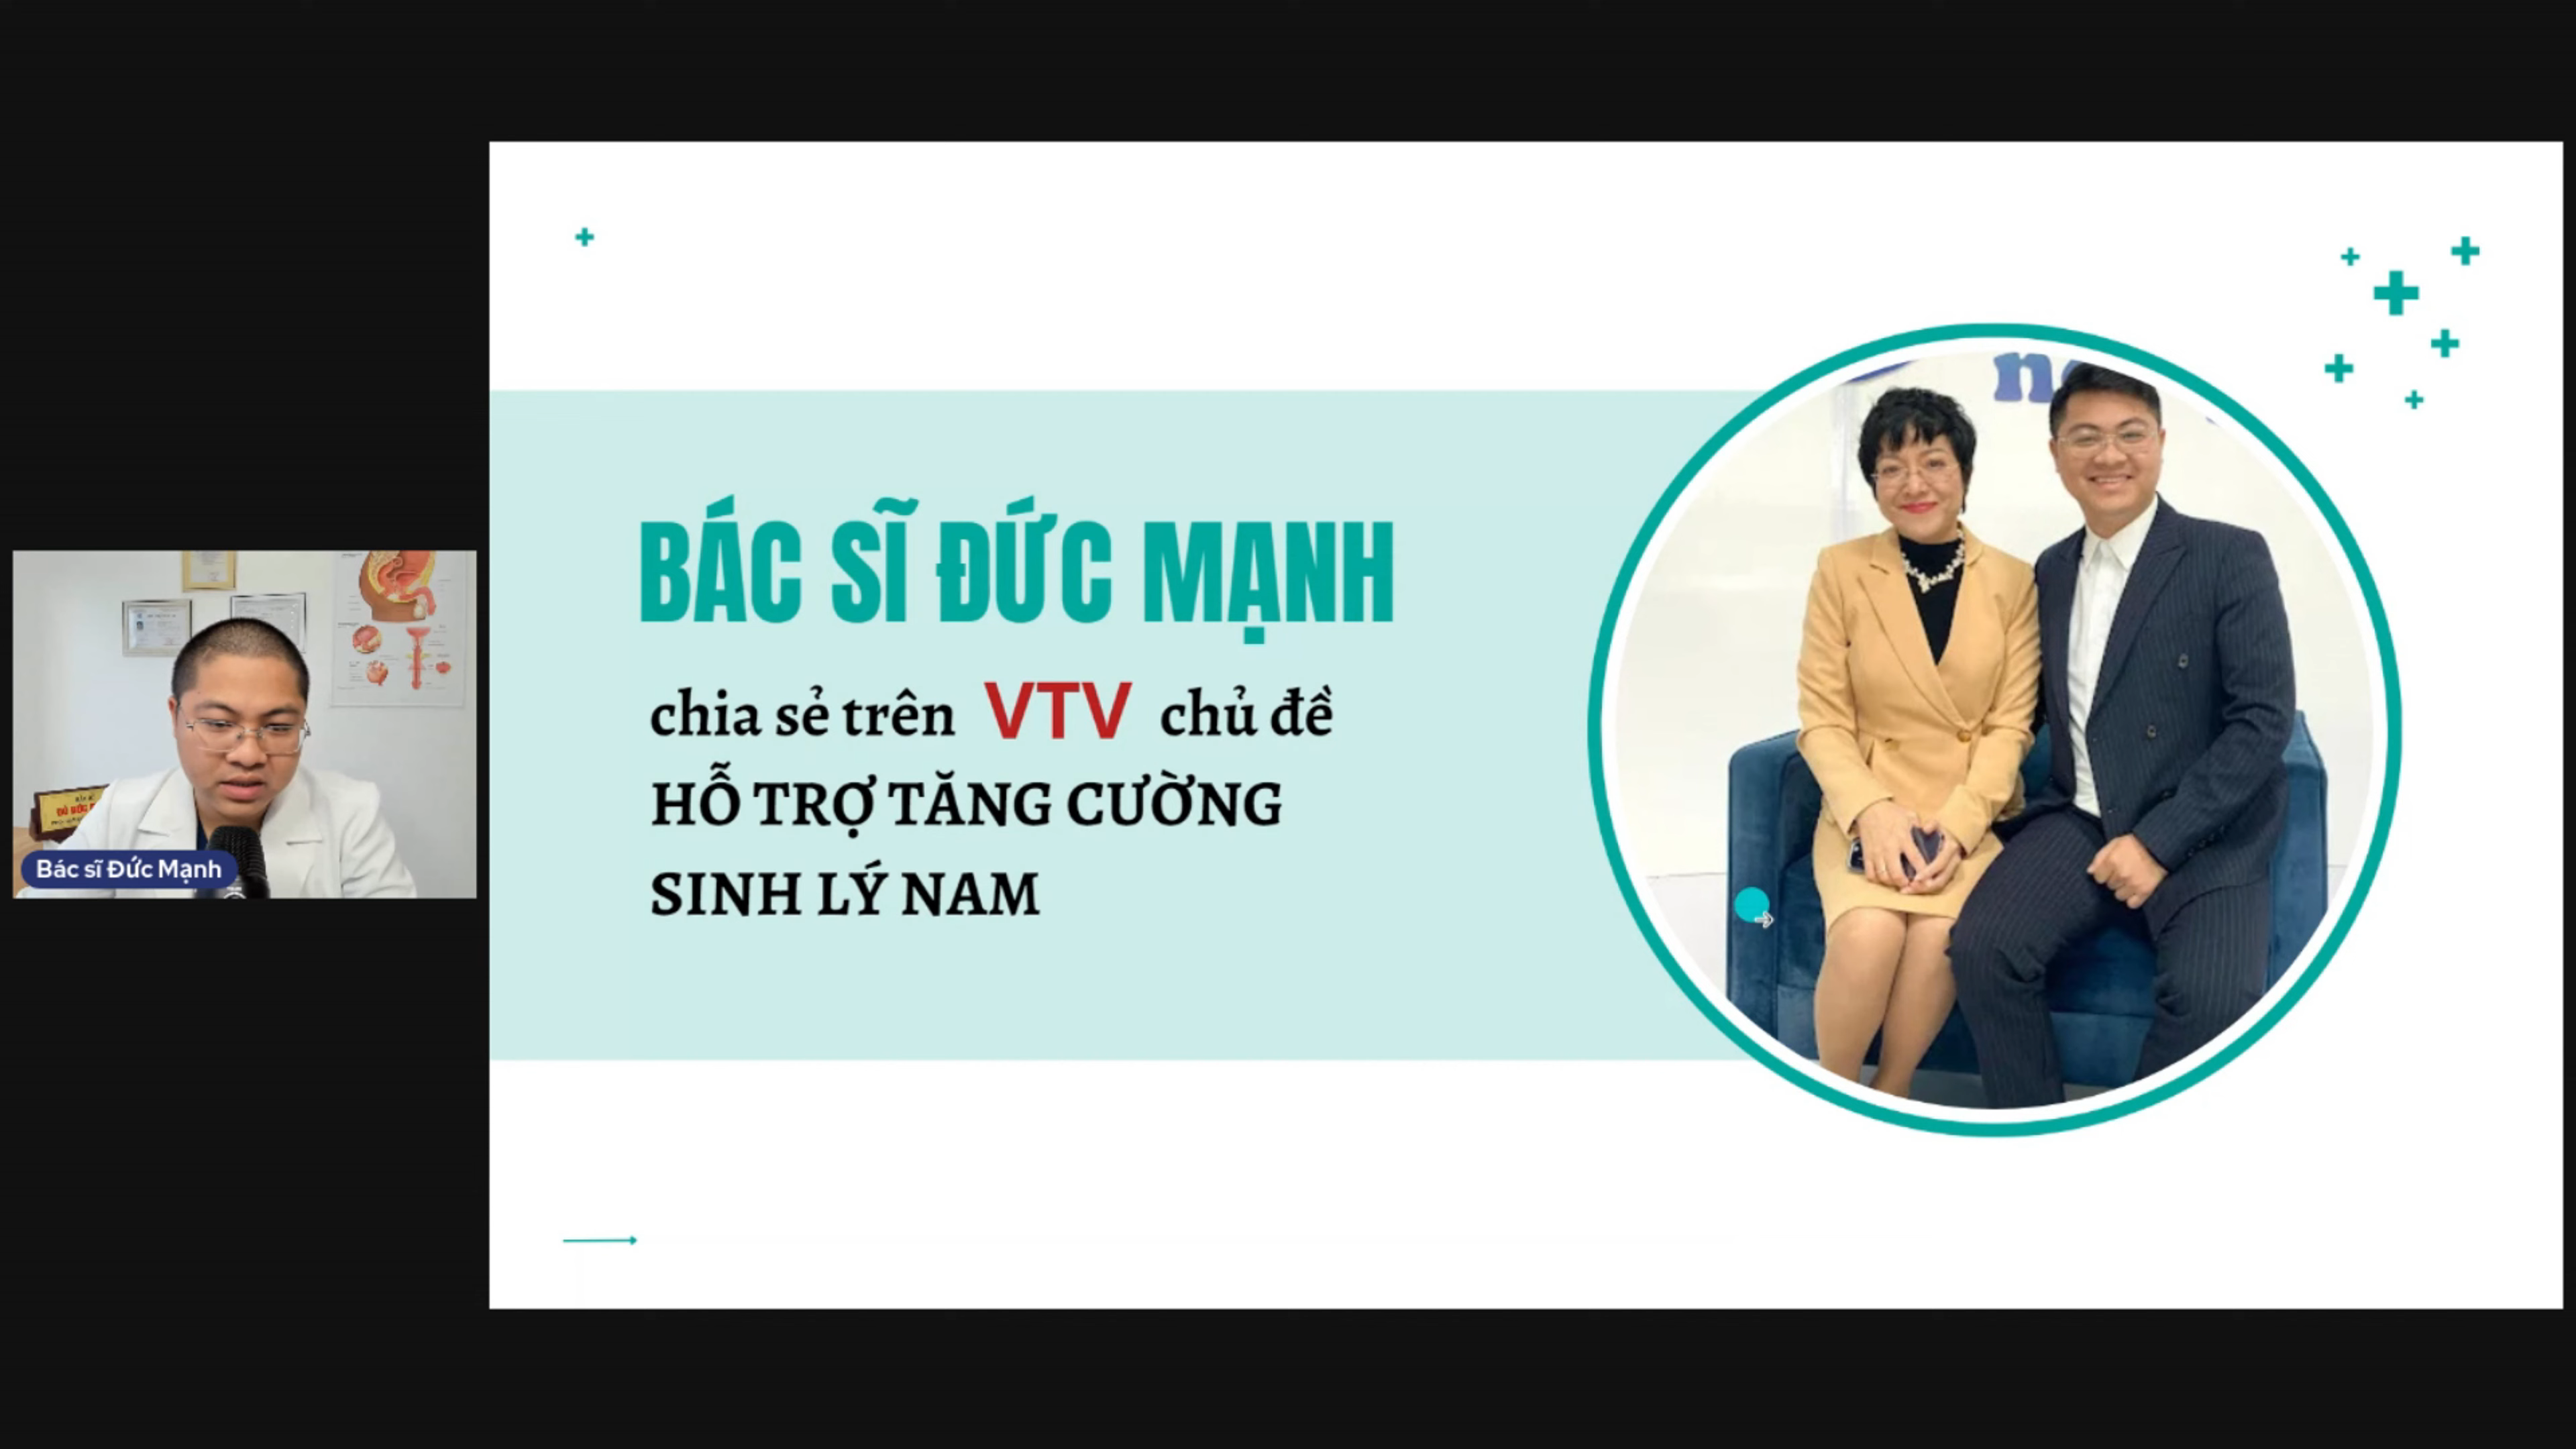 BÁC SĨ ĐỨC MẠNH
chia sẻ trên VTV chủ đề
HỖ TRỢ TĂNG CƯỜNG
SINH LÝ NAM
Bác sĩ Đức Mạnh